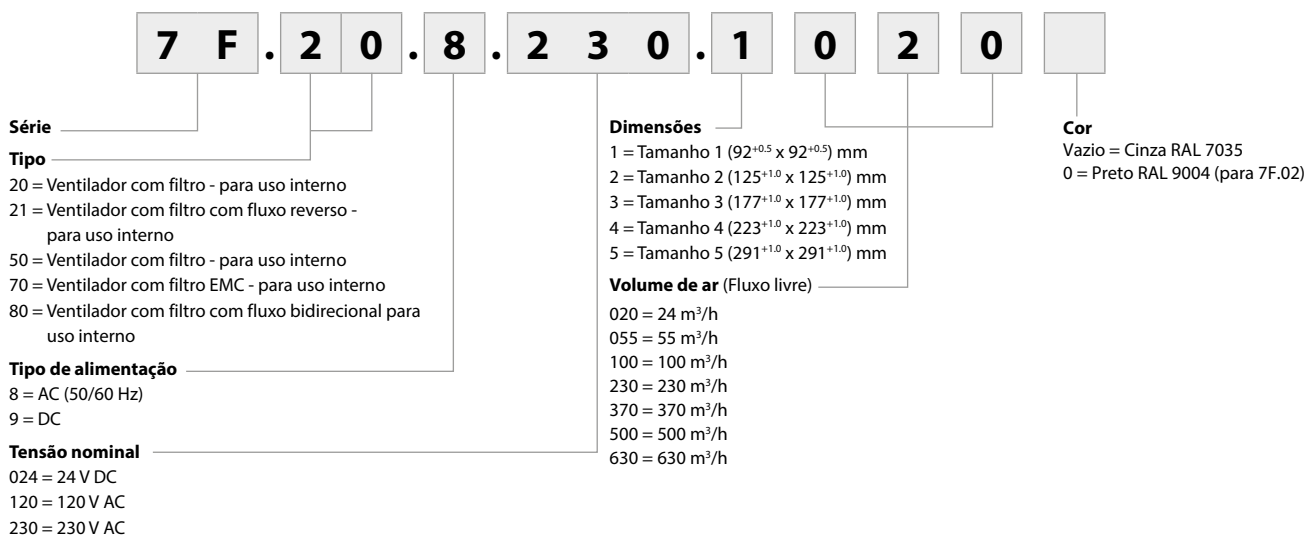 7 F . 2 0 . 8 . 2 3 0 . 1 0 2 0
Série
Tipo
20 = Ventilador com filtro - para uso interno
21 = Ventilador com filtro com fluxo reverso -
para uso interno
50 = Ventilador com filtro - para uso interno
70 = Ventilador com filtro EMC - para uso interno
80 = Ventilador com filtro com fluxo bidirecional para
uso interno
Tipo de alimentação
8 = AC (50/60 Hz)
9 = DC
Tensão nominal
024 = 24 V DC
120 = 120 V AC
230 = 230 V AC
Dimensões
1 = Tamanho 1 (92+0.5 x 92+0.5) mm
2 = Tamanho 2 (125+1.0 x 125+1.0) mm
3 = Tamanho 3 (177+1.0 x 177+1.0) mm
4 = Tamanho 4 (223+1.0 x 223+1.0) mm
5 = Tamanho 5 (291+1.0 x 291+1.0) mm
Volume de ar (Fluxo livre)
020 = 24 m³/h
055 = 55 m³/h
100 = 100 m³/h
230 = 230 m³/h
370 = 370 m³/h
500 = 500 m³/h
630 = 630 m³/h
Cor
Vazio = Cinza RAL 7035
0 = Preto RAL 9004 (para 7F.02)